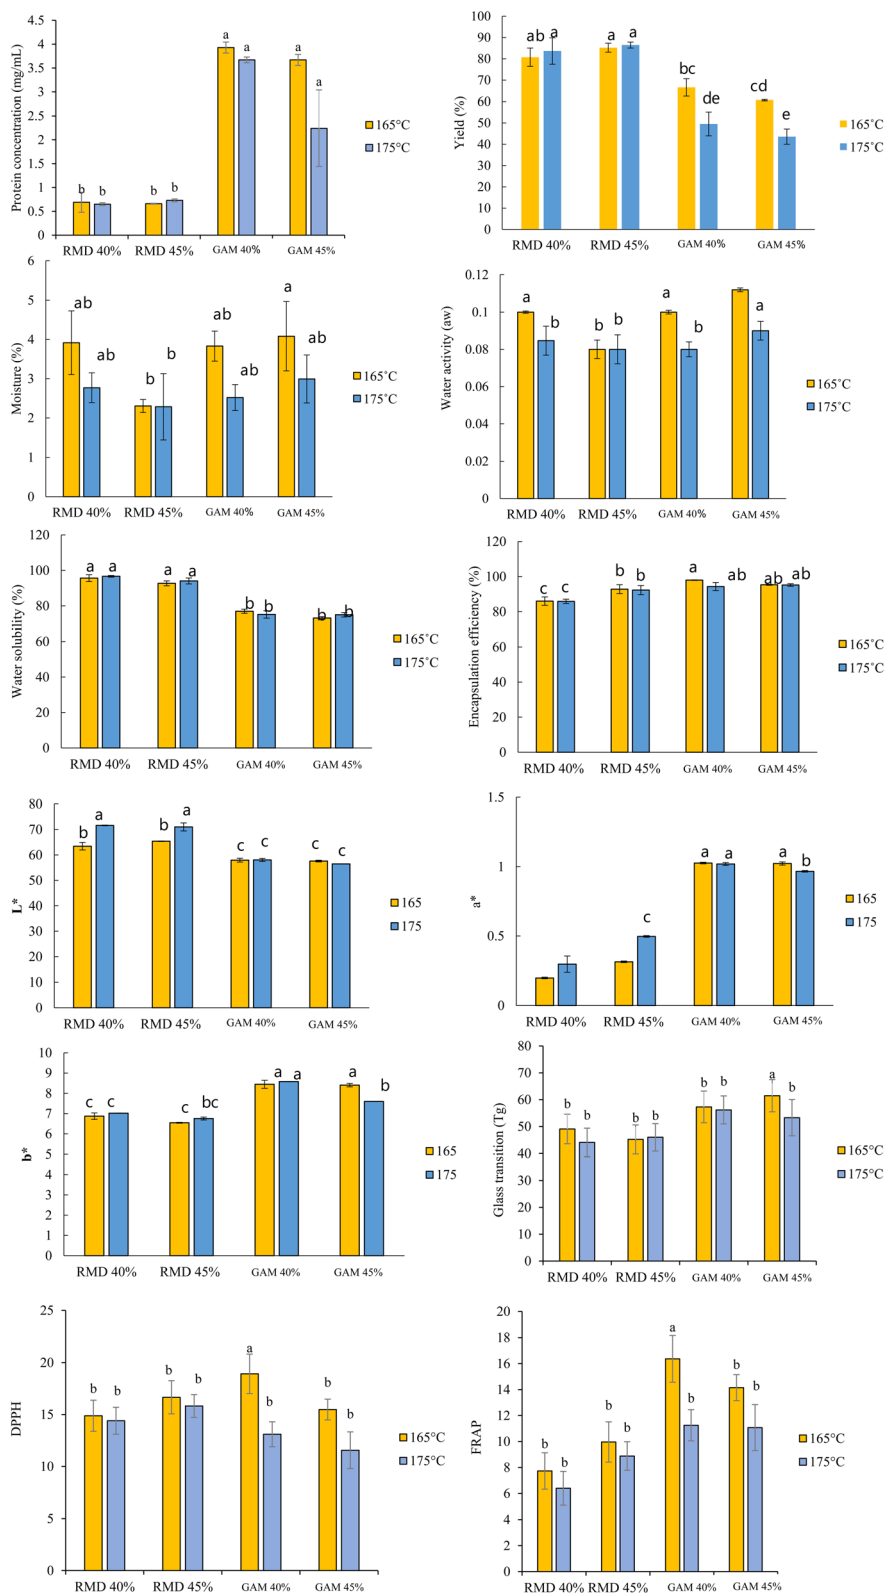 Protein concentration (mg/mL)
4.5
4
3.5
3
2.5
2
1.5
1
0.5
0
b b b b a a a a
RMD 40% RMD 45% GAM 40% GAM 45%
165°C
175°C
Yield (%)
100
90
80
70
60
50
40
30
20
10
0
ab a a a bc de cd e
RMD 40% RMD 45% GAM 40% GAM 45%
165˚C
175˚C
Moisture (%)
6
5
4
3
2
1
0
ab ab b b ab ab a ab
RMD 40% RMD 45% GAM 40% GAM 45%
165˚C
175˚C
Water activity (aw)
0.12
0.1
0.08
0.06
0.04
0.02
0
a b b b a b a
RMD 40% RMD 45% GAM 40% GAM 45%
165˚C
175˚C
Water solubility (%)
120
100
80
60
40
20
0
a a a a b b b b
RMD 40% RMD 45% GAM 40% GAM 45%
165˚C
175˚C
Encapsulation efficiency (%)
120
100
80
60
40
20
0
c c b b a ab ab ab
RMD 40% RMD 45% GAM 40% GAM 45%
165˚C
175˚C
L*
80
70
60
50
40
30
20
10
0
b a b a c c c c
RMD 40% RMD 45% GAM 40% GAM 45%
165
175
a*
1.5
1
0.5
0
c a a a b
RMD 40% RMD 45% GAM 40% GAM 45%
165
175
b*
10
9
8
7
6
5
4
3
2
1
0
c c c bc a a a b
RMD 40% RMD 45% GAM 40% GAM 45%
165
175
Glass transition (Tg)
80
70
60
50
40
30
20
10
0
b b b b b b a b
RMD 40% RMD 45% GAM 40% GAM 45%
165°C
175°C
DPPH
25
20
15
10
5
0
b b b b a b b b
RMD 40% RMD 45% GAM 40% GAM 45%
165°C
175°C
FRAP
20
18
16
14
12
10
8
6
4
2
0
b b b b a b b b
RMD 40% RMD 45% GAM 40% GAM 45%
165°C
175°C